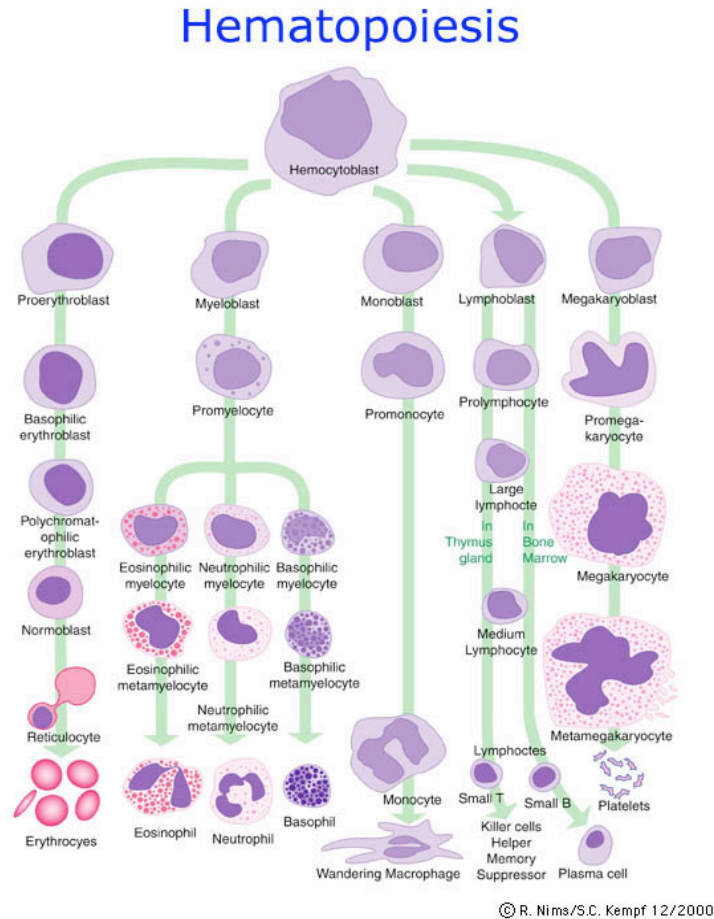 Hematopoiesis
Hemocytoblast
Proerythroblast
Myeloblast
Monoblast
Lymphoblast
Megakaryoblast
Basophilic
erythroblast
Promyelocyte
Promonocyte
Prolymphocyte
Promega-
karyocyte
Polychromat-
ophilic
erythroblast
Eosinophilic
myelocyte
Neutrophilic
myelocyte
Basophilic
myelocyte
Large
lymphocte
In
Thymus
gland
In
Bone
Marrow
Megakaryocyte
Normoblast
Eosinophilic
metamyelocyte
Neutrophilic
metamyelocyte
Basophilic
metamyelocyte
Medium
Lymphocyte
Metamegakaryocyte
Reticulocyte
Erythrocyes
Eosinophil
Neutrophil
Basophil
Monocyte
Lymphoctes
Small T
Small B
Platelets
Wandering Macrophage
Killer cells
Helper
Memory
Suppressor
Plasma cell
© R. Nims/S.C. Kempf 12/2000